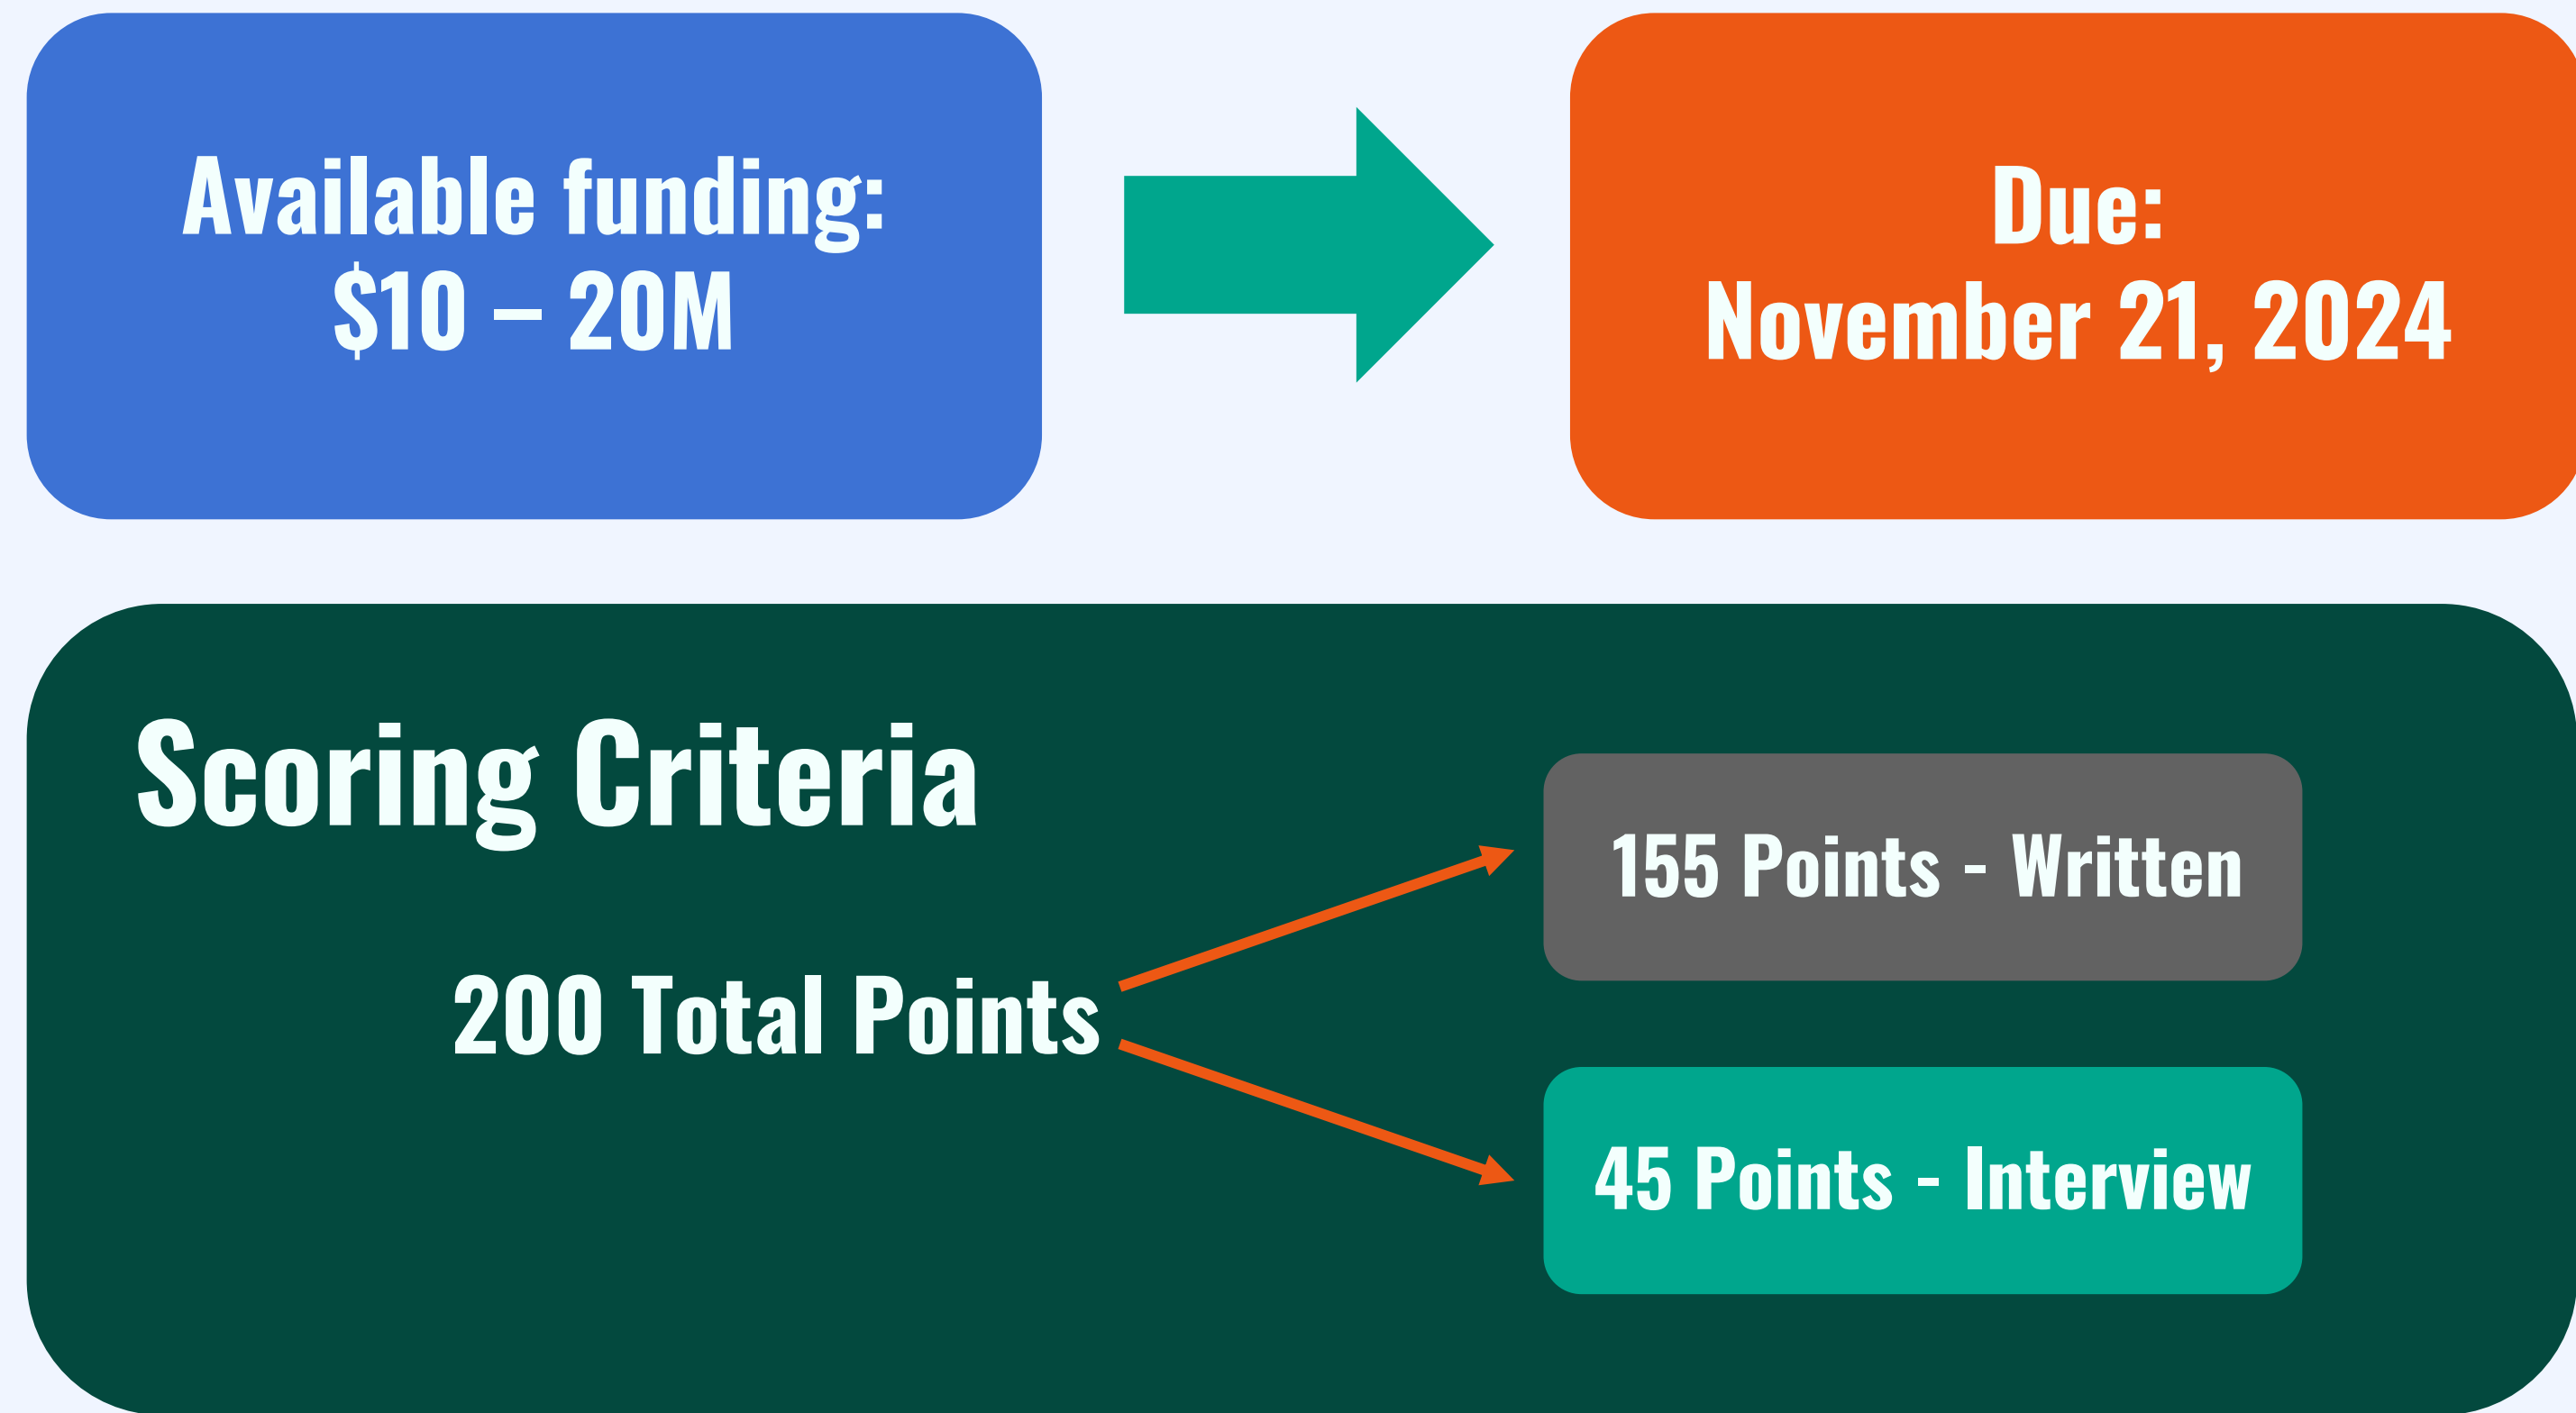 Available funding:
$10 – 20M
Due:
November 21, 2024
Scoring Criteria
200 Total Points
155 Points - Written
45 Points - Interview